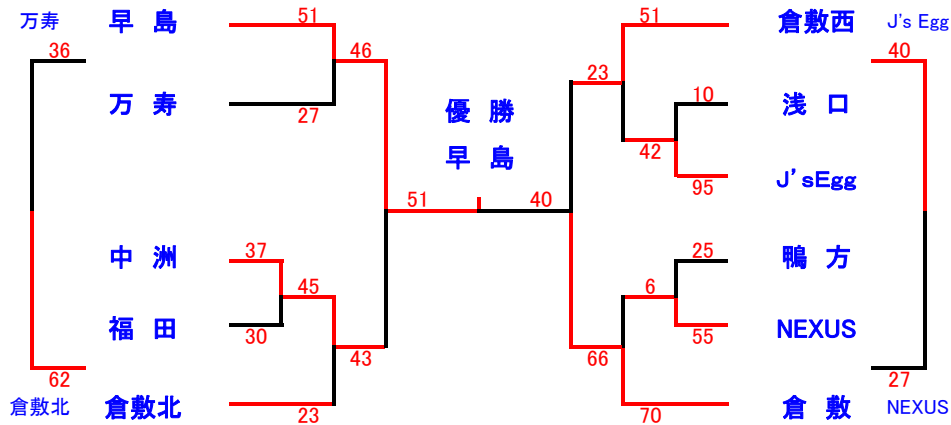 万寿 早 島 51 51 倉敷西 J's Egg
36 46 23 40
万 寿 27 優 勝 10 浅 口
早 島 42
95 J'sEgg
51 40
中 洲 37 25 鴨 方
45 6
福 田 30 55 NEXUS
43 66
62 27
倉敷北 倉敷北 23 70 倉 敷 NEXUS